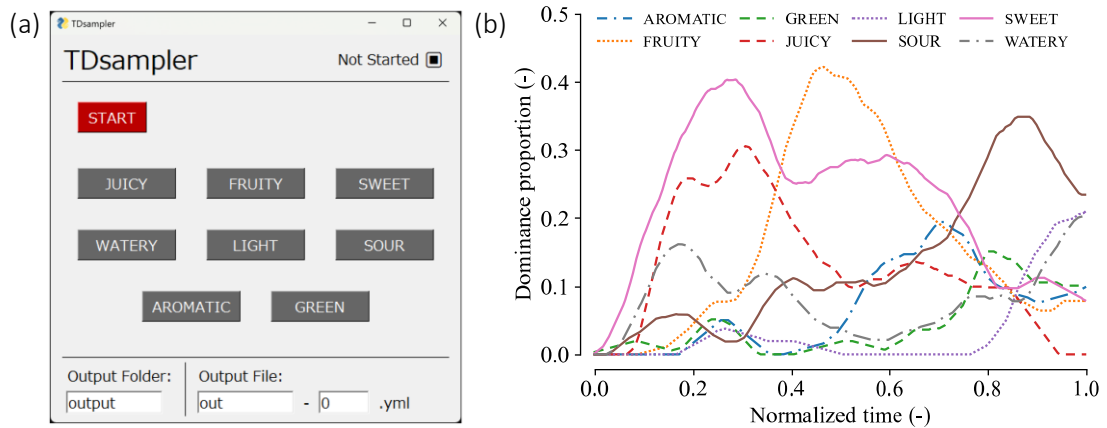 (a)
TDsampler
TDsampler
Not Started
START
JUICY FRUITY SWEET
WATERY LIGHT SOUR
AROMATIC GREEN
Output Folder: Output File:
output out - 0 .yml
(b)
AROMATIC GREEN LIGHT SWEET
FRUITY JUICY SOUR WATERY
Dominance proportion (-)
0.5
0.4
0.3
0.2
0.1
0.0
0.0 0.2 0.4 0.6 0.8 1.0
Normalized time (-)